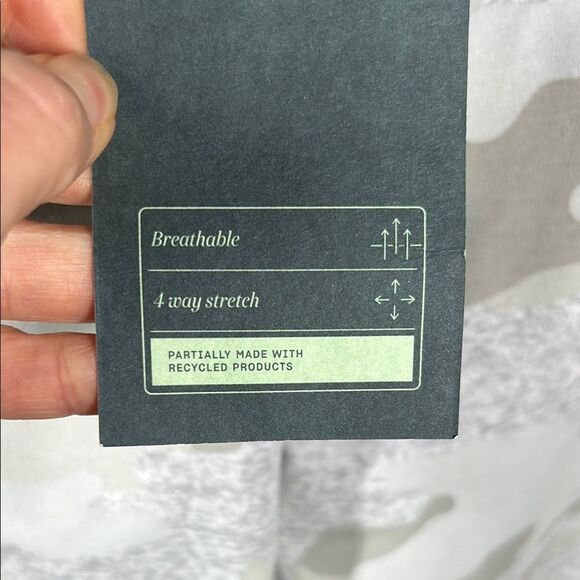 Breathable
4 way stretch
PARTIALLY MADE WITH
RECYCLED PRODUCTS